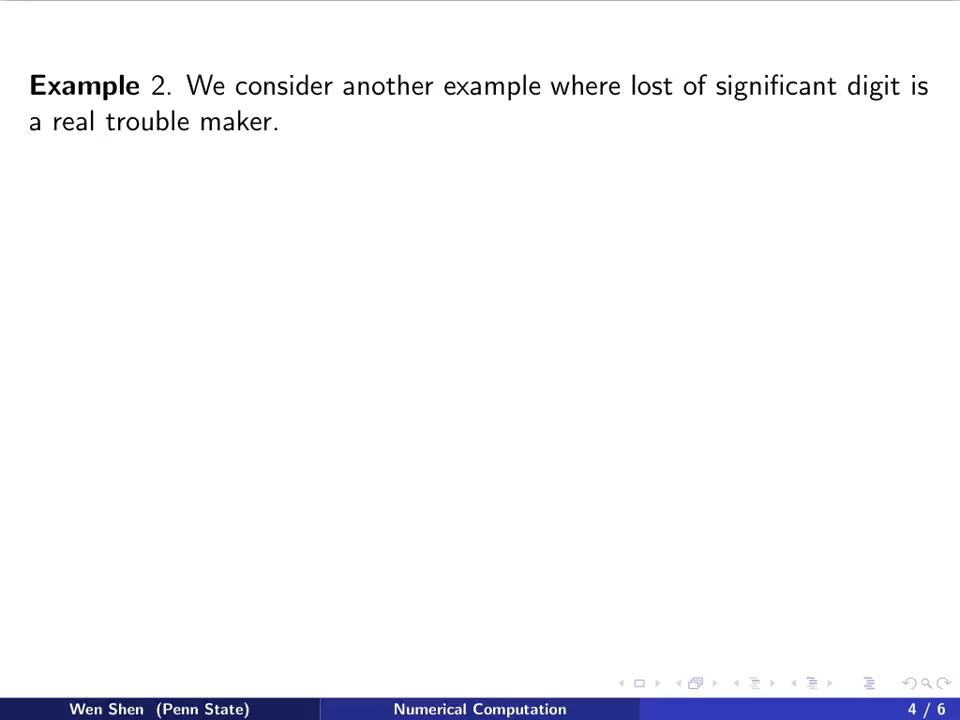 Example 2. We consider another example where lost of significant digit is
a real trouble maker.
Wen Shen (Penn State)
Numerical Computation
4 / 6